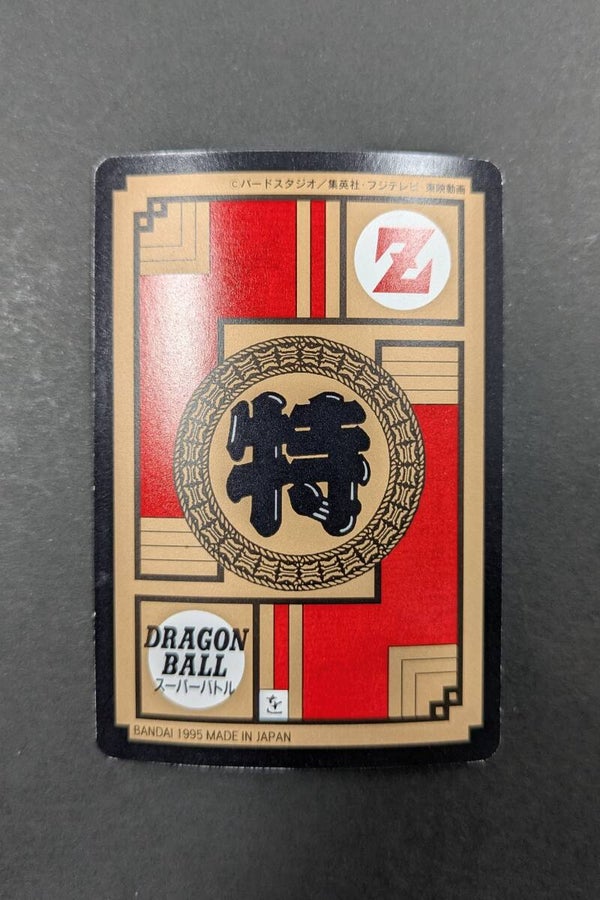 ©バードスタジオ／集英社・フジテレビ・東映動画
Z
特
DRAGON
BALL
スーパーバトル
BANDAI 1995 MADE IN JAPAN